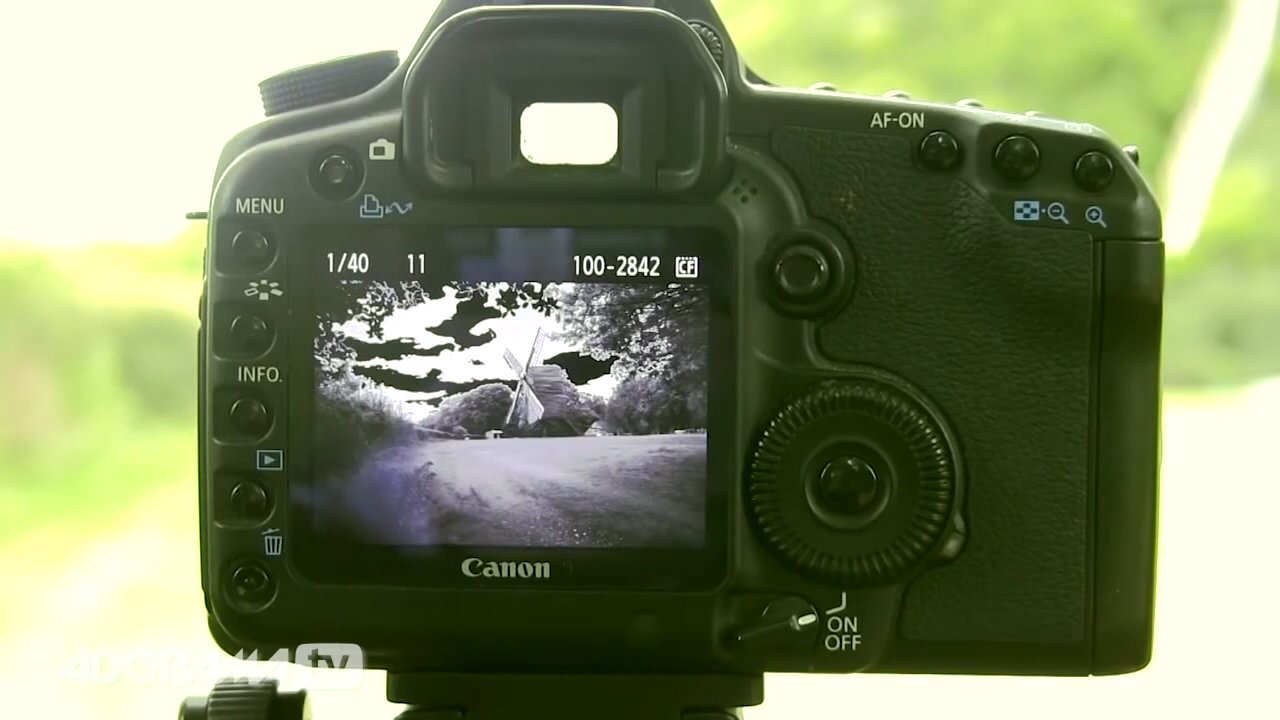 AF-ON
MENU
1/40 11 100-2842 CF
INFO.
Canon
ON
OFF
ADORAMA tv